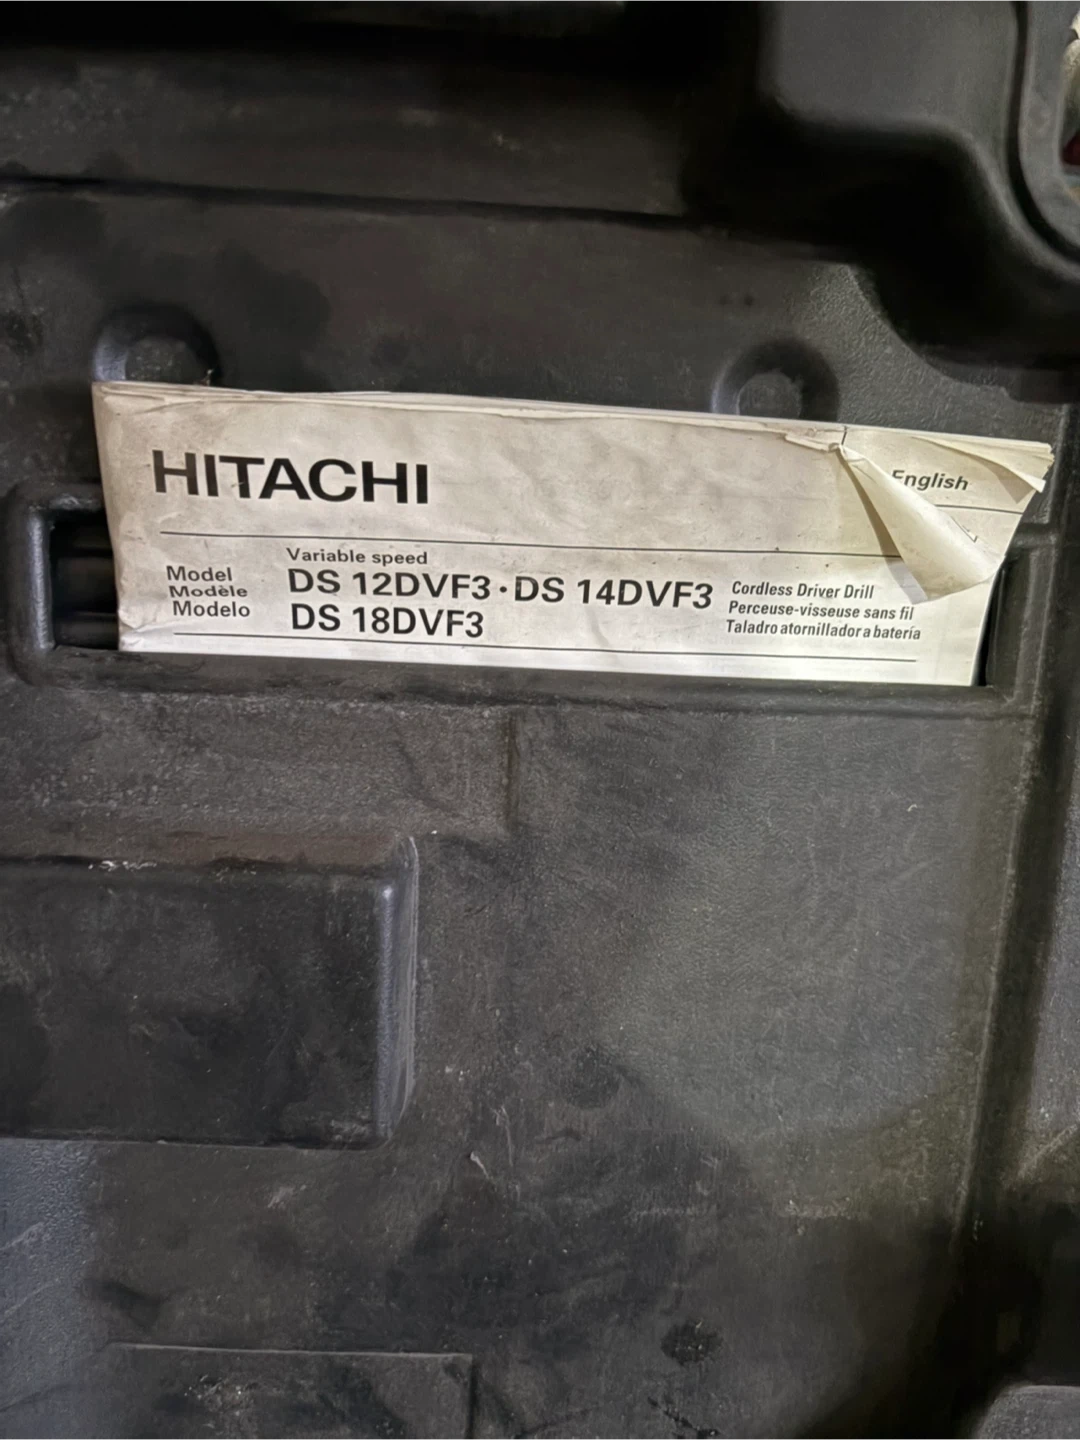 HITACHI
English
Variable speed
Model
Modèle
Modelo
DS 12DVF3 · DS 14DVF3
DS 18DVF3
Cordless Driver Drill
Perceuse-visseuse sans fil
Taladro atornillador a batería